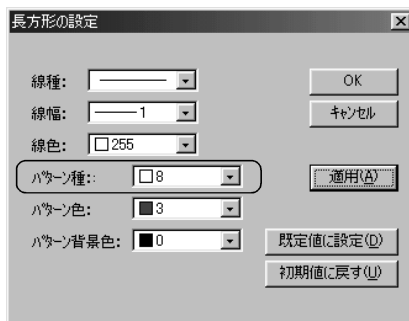 長方形の設定
線種:
OK
線幅: 1
キャンセル
線色: 255
パターン種:: 8
適用(A)
パターン色: 3
パターン背景色: 0
既定値に設定(D)
初期値に戻す(U)